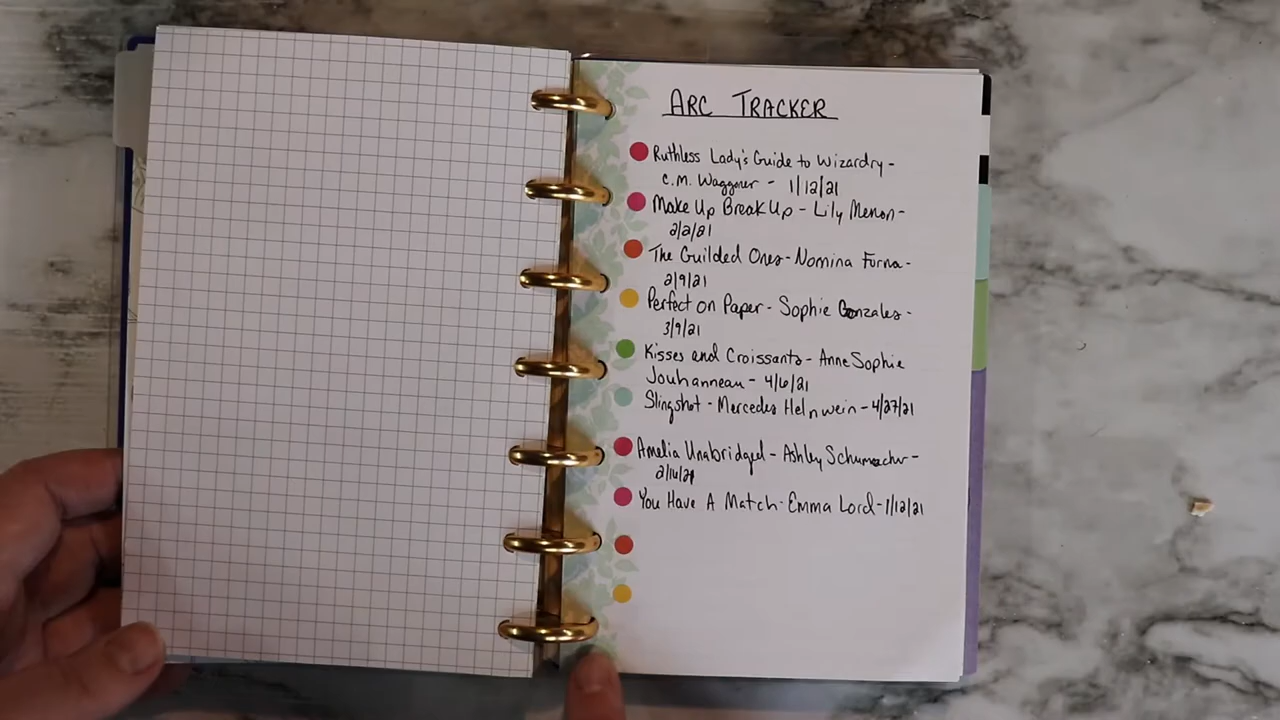 ARC TRACKER
Ruthless Lady's Guide to Wizardry -
C.M. Waggoner - 1/12/21
Make Up Break Up - Lily Menon -
2/2/21
The Guilded Ones - Nomina Forna -
2/9/21
Perfect on Paper - Sophie Gonzales -
3/9/21
Kisses and Croissants - Anne Sophie
Jouhanneau - 4/6/21
Slingshot - Mercedes Helnwein - 4/27/21
Amelia Unabridged - Ashley Schumacher -
2/16/21
You Have A Match - Emma Lord - 1/12/21